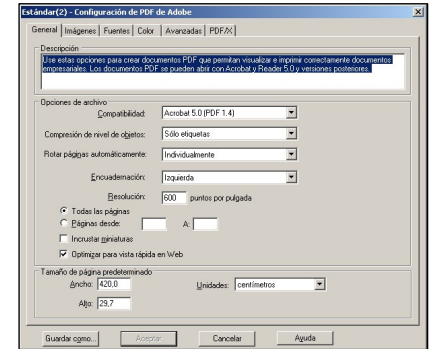 Estándar(2) - Configuración de PDF de Adobe
General Imágenes Fuentes Color Avanzadas PDF/X
Descripción
Use estas opciones para crear documentos PDF que permitan visualizar e imprimir correctamente documentos
empresariales. Los documentos PDF se pueden abrir con Acrobat y Reader 5.0 y versiones posteriores.
Opciones de archivo
Compatibilidad: Acrobat 5.0 (PDF 1.4)
Compresión de nivel de objetos: Sólo etiquetas
Rotar páginas automáticamente: Individualmente
Encuadernación: Izquierda
Resolución: 600 puntos por pulgada
Todas las páginas
Páginas desde: A:
Incrustar miniaturas
Optimizar para vista rápida en Web
Tamaño de página predeterminado
Ancho: 420,0 Unidades: centímetros
Alto: 29,7
Guardar como... Aceptar Cancelar Ayuda